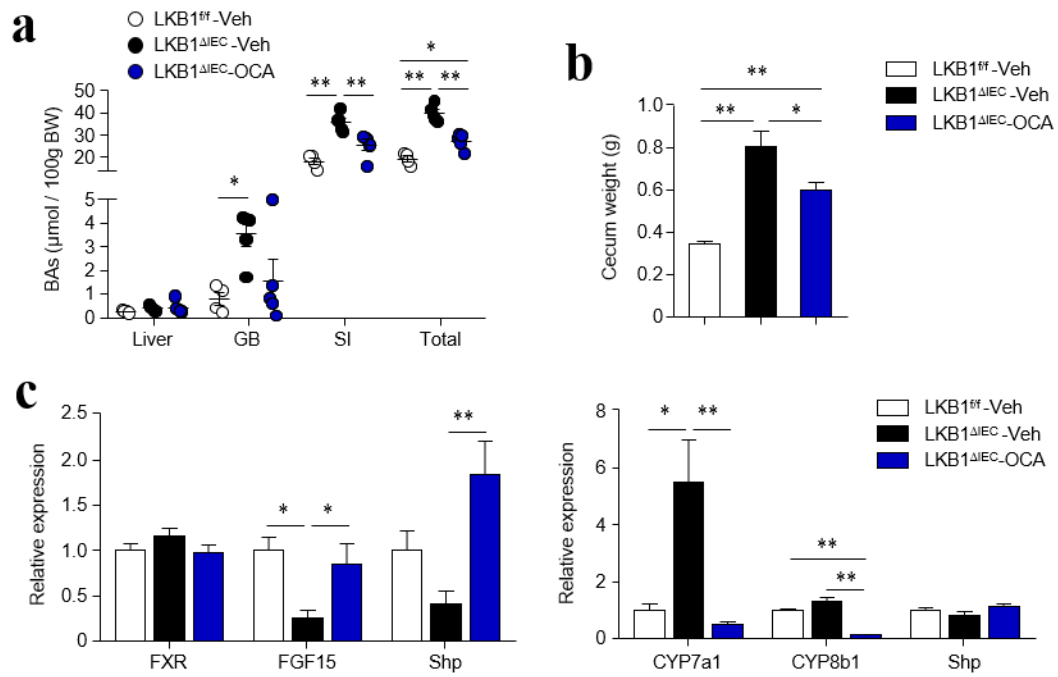 a
LKB1f/f-Veh
LKB1ΔIEC-Veh
LKB1ΔIEC-OCA
BAs (µmol / 100g BW)
50
40
30
20
5
4
3
2
1
0
*
** ** ** **
*
Liver GB SI Total
b
LKB1f/f-Veh
LKB1ΔIEC-Veh
LKB1ΔIEC-OCA
Cecum weight (g)
1.0
0.8
0.6
0.4
0.2
0
**
** *
c
Relative expression
2.5
2.0
1.5
1.0
0.5
0
* * **
FXR FGF15 Shp
LKB1f/f-Veh
LKB1ΔIEC-Veh
LKB1ΔIEC-OCA
Relative expression
8
6
4
2
0
* **
**
**
CYP7a1 CYP8b1 Shp